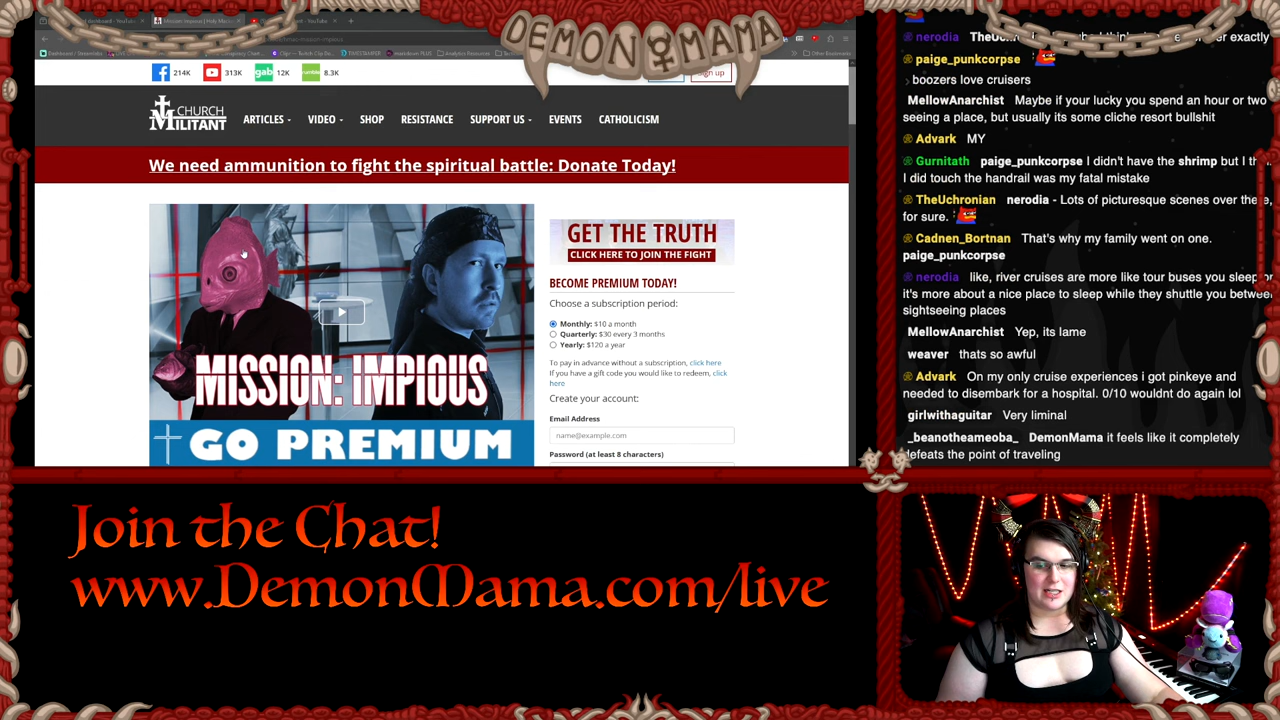 DEMON MAMA
Mission Impious | Holy Mass
214K
313K
gab
12K
rumble
8.3K
Sign up
CHURCH
MILITANT
ARTICLES
VIDEO
SHOP
RESISTANCE
SUPPORT US
EVENTS
CATHOLICISM
We need ammunition to fight the spiritual battle: Donate Today!
MISSION: IMPIOUS
GO PREMIUM
GET THE TRUTH
CLICK HERE TO JOIN THE FIGHT
BECOME PREMIUM TODAY!
Choose a subscription period:
Monthly: $10 a month
Quarterly: $30 every 3 months
Yearly: $120 a year
To pay in advance without a subscription, click here
If you have a gift code you would like to redeem, click
here
Create your account:
Email Address
name@example.com
Password (at least 8 characters)
nerodia
exactly
paige_punkcorpse
boozers love cruisers
MellowAnarchist Maybe if your lucky you spend an hour or two
seeing a place, but usually its some cliche resort bullshit
Advark MY
Gurnitath paige_punkcorpse I didn't have the shrimp but I
I did touch the handrail was my fatal mistake
TheUchronian nerodia - Lots of picturesque scenes over
for sure.
Cadnen_Bortnan That's why my family went on one.
paige_punkcorpse
nerodia like, river cruises are more like tour buses you sleep
it's more about a nice place to sleep while they shuttle you between
sightseeing places
MellowAnarchist Yep, its lame
weaver thats so awful
Advark On my only cruise experiences i got pinkeye and
needed to disembark for a hospital. 0/10 wouldnt do again lol
girlwithaguitar Very liminal
_beanotheameoba_ DemonMama it feels like it completely
defeats the point of traveling
Join the Chat!
www.DemonMama.com/live